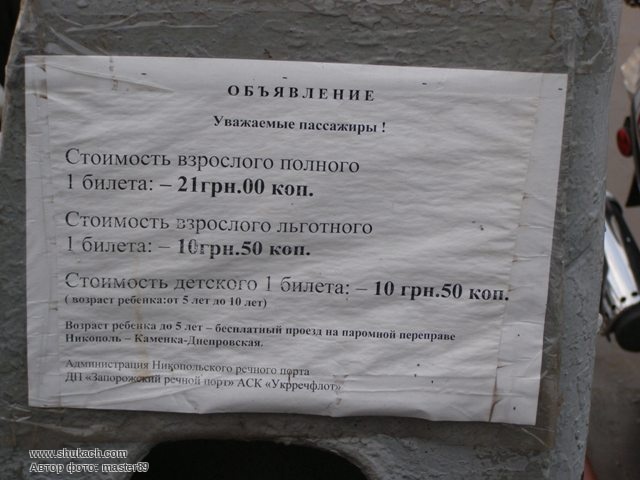 ОБЪЯВЛЕНИЕ
Уважаемые пассажиры !
Стоимость взрослого полного
1 билета: – 21грн.00 коп.
Стоимость взрослого льготного
1 билета: – 10грн.50 коп.
Стоимость детского 1 билета: – 10 грн.50 коп.
( возраст ребенка:от 5 лет до 10 лет)
Возраст ребенка до 5 лет – бесплатный проезд на паромной переправе
Никополь – Каменка-Днепровская.
Администрация Никопольского речного порта
ДП «Запорожский речной порт» АСК «Укрречфлот»
www.shukach.com
Автор фото: master89